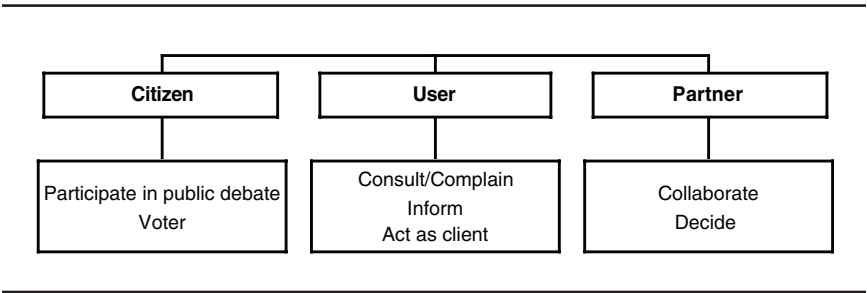 Citizen
User
Partner
Participate in public debate
Voter
Consult/Complain
Inform
Act as client
Collaborate
Decide